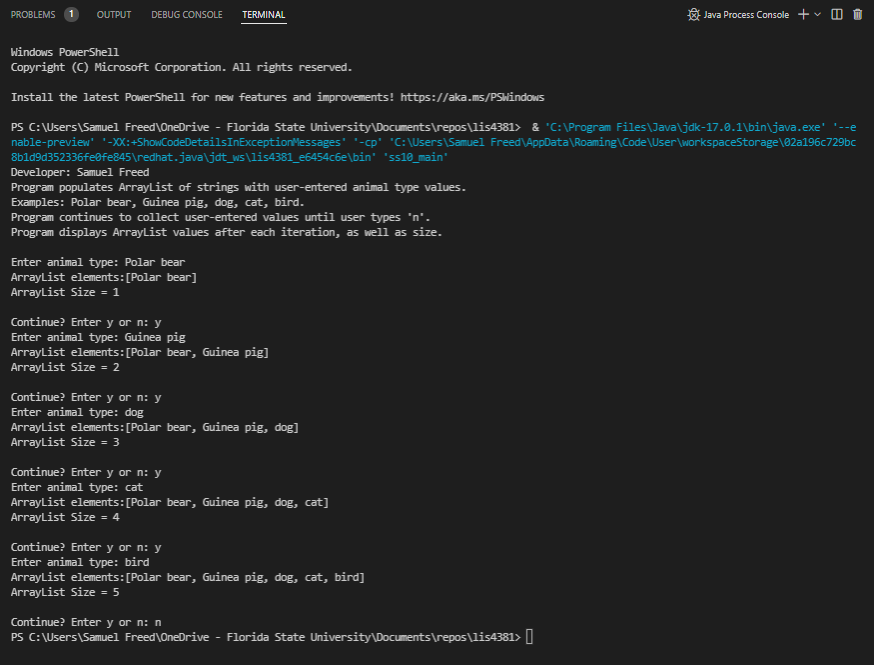 PROBLEMS 1 OUTPUT DEBUG CONSOLE TERMINAL Java Process Console
Windows PowerShell
Copyright (C) Microsoft Corporation. All rights reserved.
Install the latest PowerShell for new features and improvements! https://aka.ms/PSWindows
PS C:\Users\Samuel Freed\OneDrive - Florida State University\Documents\repos\lis4381>  & 'C:\Program Files\Java\jdk-17.0.1\bin\java.exe' '--e
nable-preview' '-XX:+ShowCodeDetailsInExceptionMessages' '-cp' 'C:\Users\Samuel Freed\AppData\Roaming\Code\User\workspaceStorage\02a196c729bc
8b1d9d352336fe0fe845\redhat.java\jdt_ws\lis4381_e6454c6e\bin' 'ss10_main'
Developer: Samuel Freed
Program populates ArrayList of strings with user-entered animal type values.
Examples: Polar bear, Guinea pig, dog, cat, bird.
Program continues to collect user-entered values until user types 'n'.
Program displays ArrayList values after each iteration, as well as size.
Enter animal type: Polar bear
ArrayList elements:[Polar bear]
ArrayList Size = 1
Continue? Enter y or n: y
Enter animal type: Guinea pig
ArrayList elements:[Polar bear, Guinea pig]
ArrayList Size = 2
Continue? Enter y or n: y
Enter animal type: dog
ArrayList elements:[Polar bear, Guinea pig, dog]
ArrayList Size = 3
Continue? Enter y or n: y
Enter animal type: cat
ArrayList elements:[Polar bear, Guinea pig, dog, cat]
ArrayList Size = 4
Continue? Enter y or n: y
Enter animal type: bird
ArrayList elements:[Polar bear, Guinea pig, dog, cat, bird]
ArrayList Size = 5
Continue? Enter y or n: n
PS C:\Users\Samuel Freed\OneDrive - Florida State University\Documents\repos\lis4381>